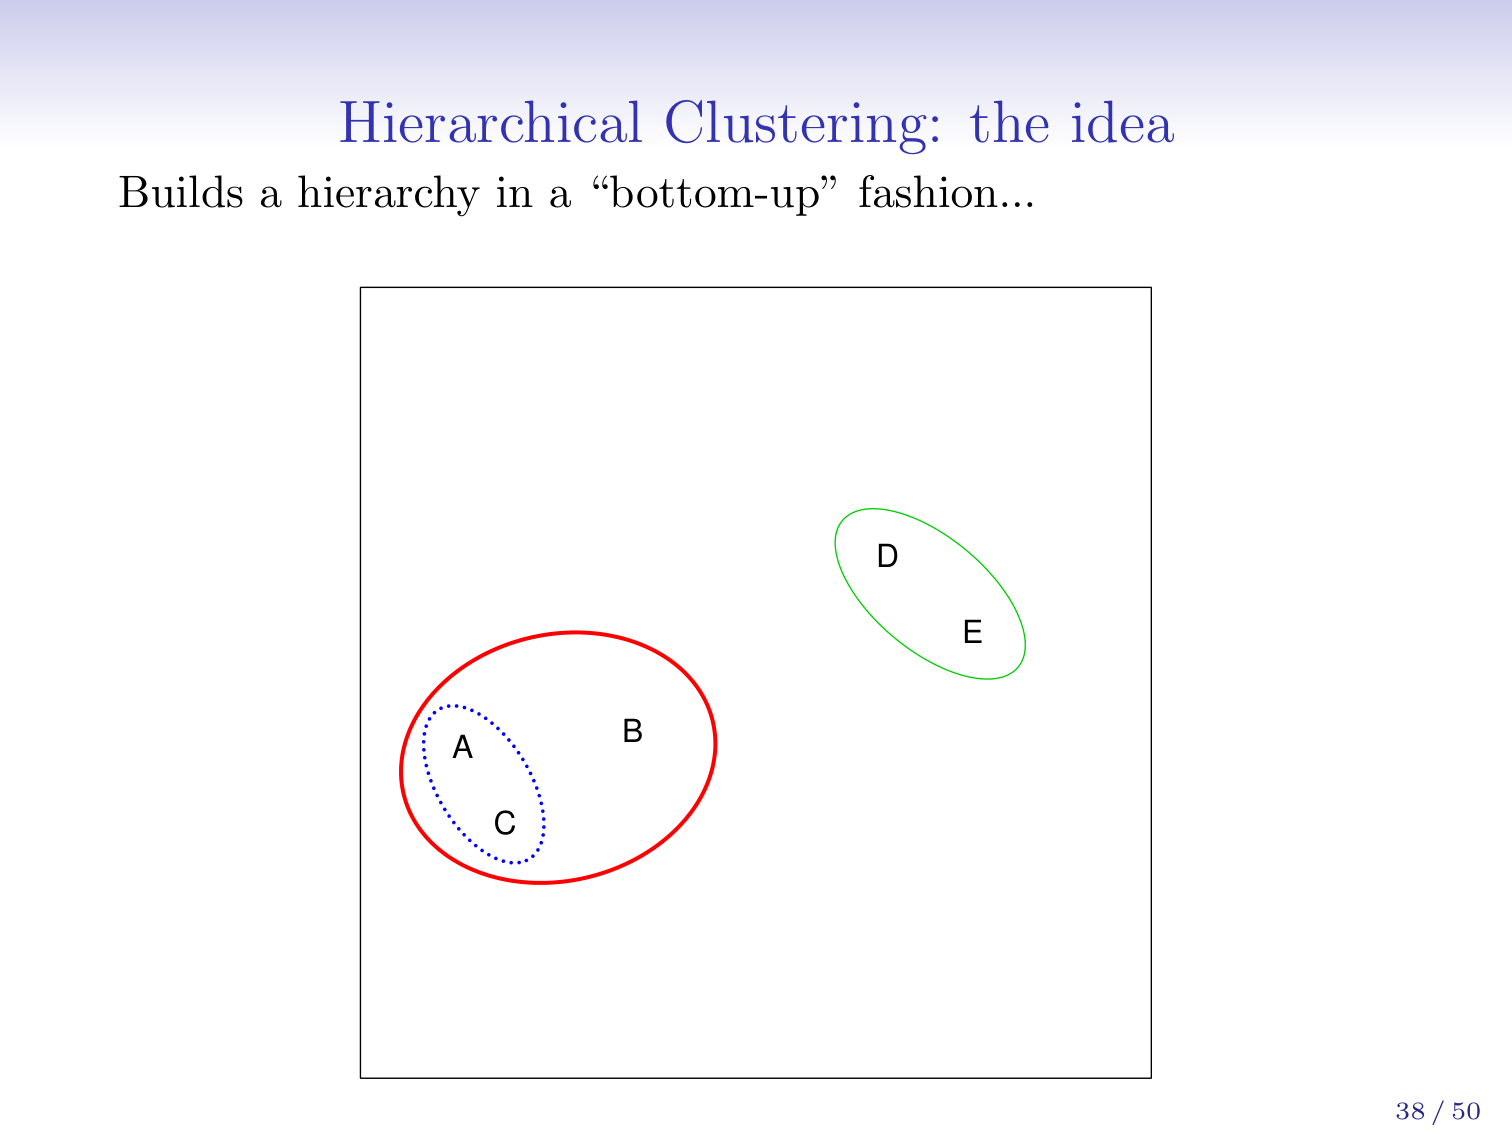 Hierarchical Clustering: the idea
Builds a hierarchy in a “bottom-up” fashion...
D
E
B
A
C
38 / 50